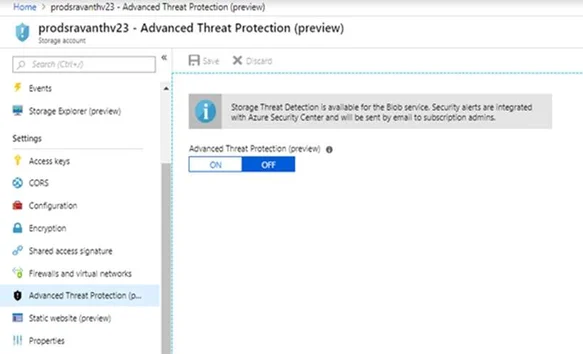 Home > prodsravanthv23 - Advanced Threat Protection (preview)
prodsravanthv23 - Advanced Threat Protection (preview)
Storage account
Search (Ctrl+/)
«
Save
Discard
Events
Storage Explorer (preview)
Settings
Access keys
CORS
Configuration
Encryption
Shared access signature
Firewalls and virtual networks
Advanced Threat Protection (p...
Static website (preview)
Properties
Storage Threat Detection is available for the Blob service. Security alerts are integrated
with Azure Security Center and will be sent by email to subscription admins.
Advanced Threat Protection (preview)
ON
OFF